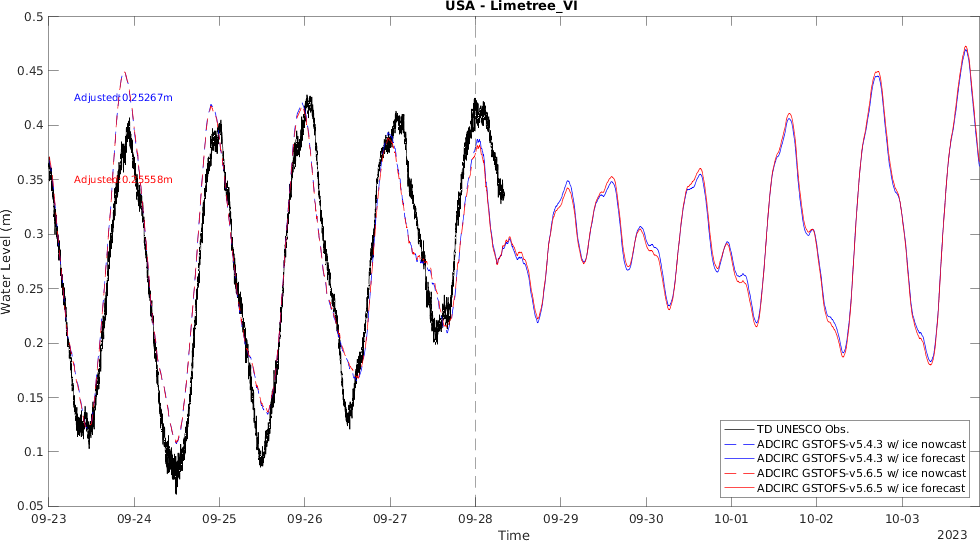 USA - Limetree_VI
0.5
0.45
0.4
0.35
0.3
0.25
0.2
0.15
0.1
0.05
Water Level (m)
Adjusted:0.25267m
Adjusted:0.25558m
TD UNESCO Obs.
ADCIRC GSTOFS-v5.4.3 w/ ice nowcast
ADCIRC GSTOFS-v5.4.3 w/ ice forecast
ADCIRC GSTOFS-v5.6.5 w/ ice nowcast
ADCIRC GSTOFS-v5.6.5 w/ ice forecast
09-23 09-24 09-25 09-26 09-27 09-28 09-29 09-30 10-01 10-02 10-03
Time
2023